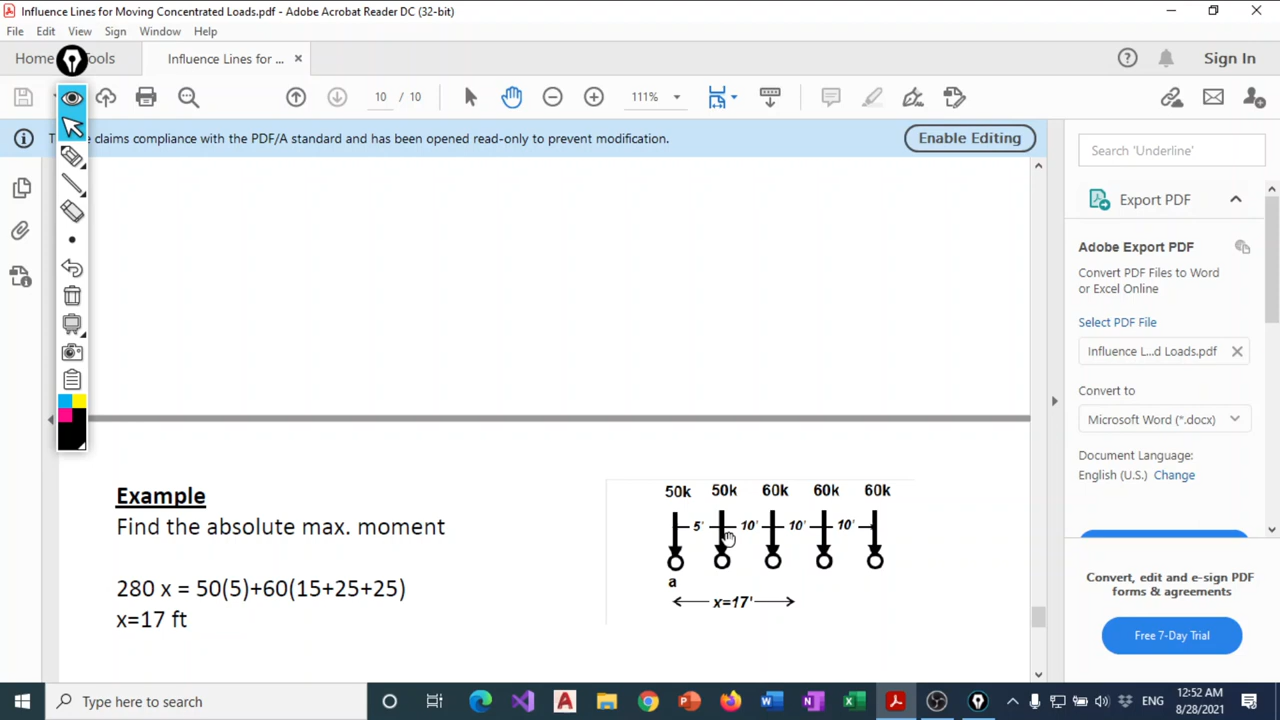 Influence Lines for Moving Concentrated Loads.pdf - Adobe Acrobat Reader DC (32-bit)
File Edit View Sign Window Help
Home
ools
Influence Lines for ...
Sign In
10 / 10
111%
claims compliance with the PDF/A standard and has been opened read-only to prevent modification.
Enable Editing
Search 'Underline'
Export PDF
Adobe Export PDF
Convert PDF Files to Word
or Excel Online
Select PDF File
Influence L...d Loads.pdf
Convert to
Microsoft Word (*.docx)
Document Language:
English (U.S.) Change
Convert, edit and e-sign PDF
forms & agreements
Free 7-Day Trial
Example
Find the absolute max. moment
280 x = 50(5)+60(15+25+25)
x=17 ft
50k 50k 60k 60k 60k
5' 10' 10' 10'
a
x=17'
Type here to search
ENG
12:52 AM
8/28/2021